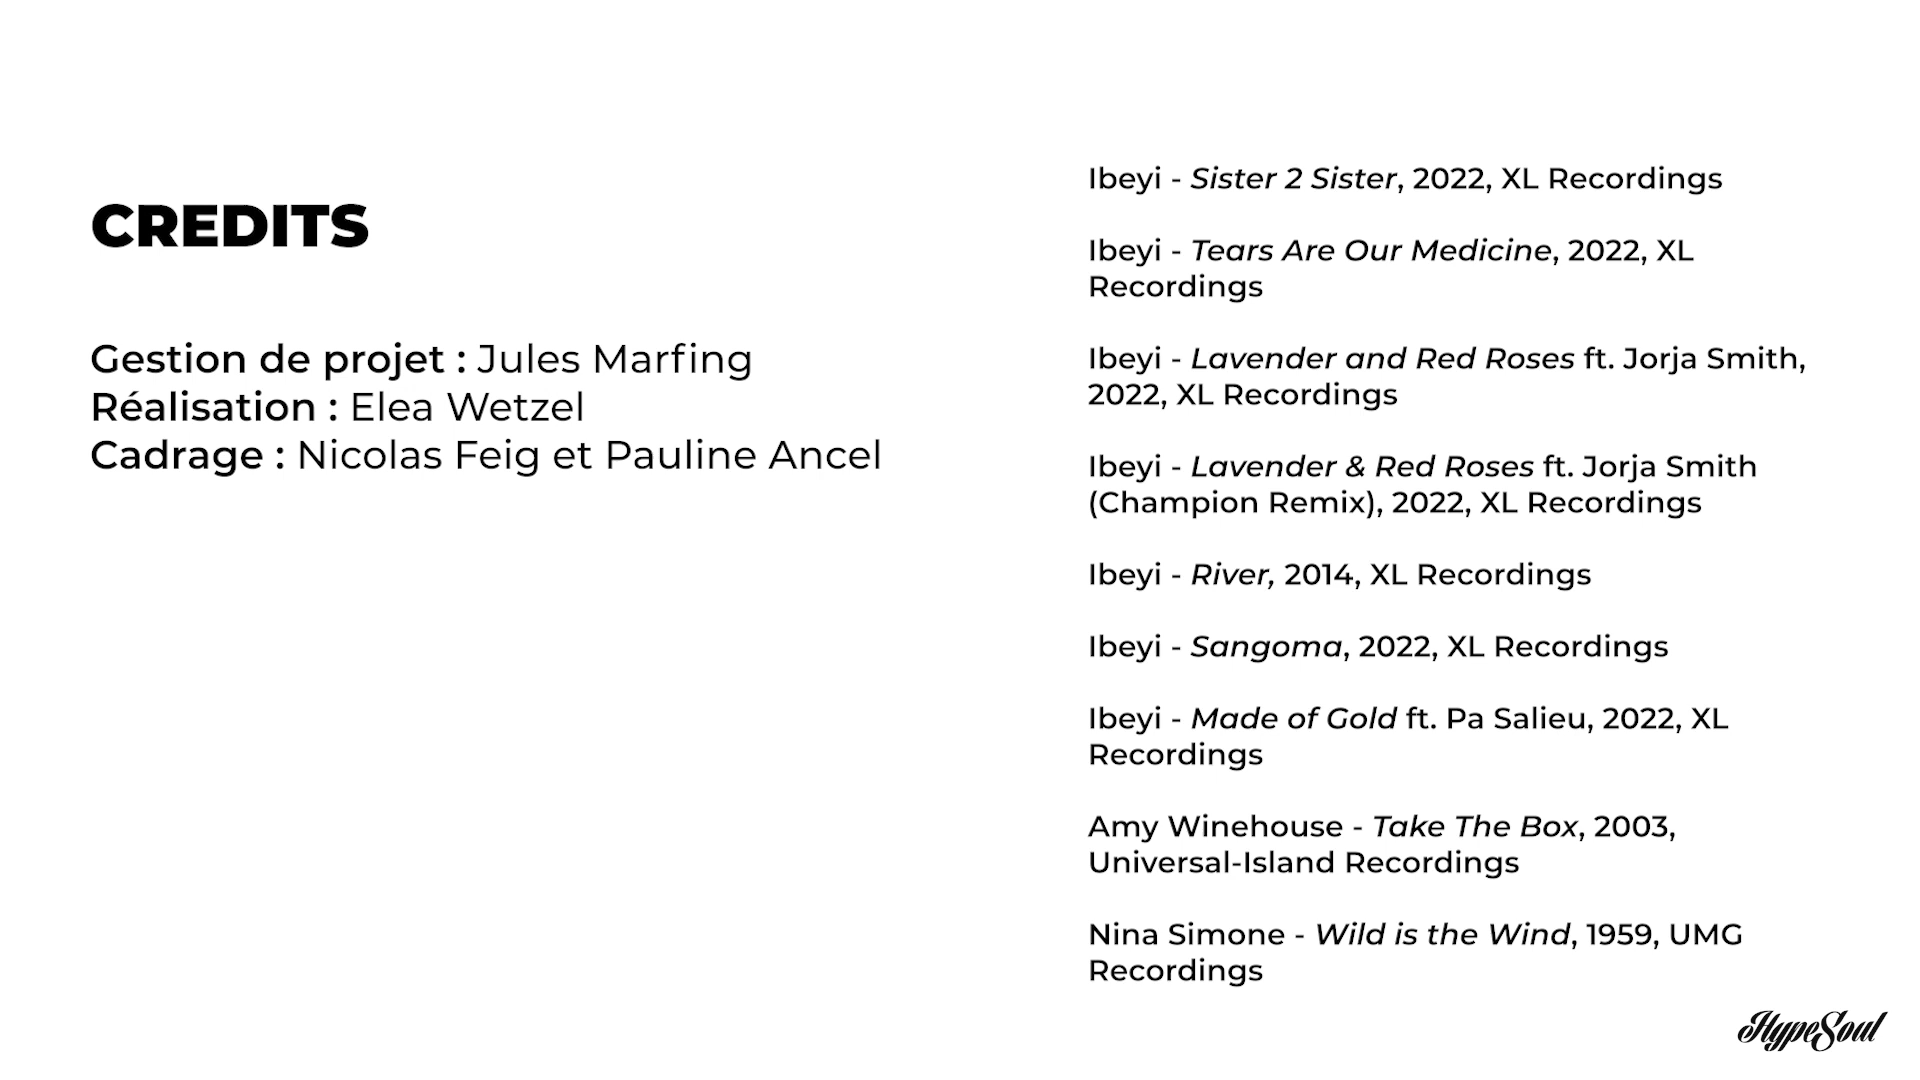 CREDITS
Gestion de projet : Jules Marfing
Réalisation : Elea Wetzel
Cadrage : Nicolas Feig et Pauline Ancel
Ibeyi - Sister 2 Sister, 2022, XL Recordings
Ibeyi - Tears Are Our Medicine, 2022, XL
Recordings
Ibeyi - Lavender and Red Roses ft. Jorja Smith,
2022, XL Recordings
Ibeyi - Lavender & Red Roses ft. Jorja Smith
(Champion Remix), 2022, XL Recordings
Ibeyi - River, 2014, XL Recordings
Ibeyi - Sangoma, 2022, XL Recordings
Ibeyi - Made of Gold ft. Pa Salieu, 2022, XL
Recordings
Amy Winehouse - Take The Box, 2003,
Universal-Island Recordings
Nina Simone - Wild is the Wind, 1959, UMG
Recordings
HypeSoul